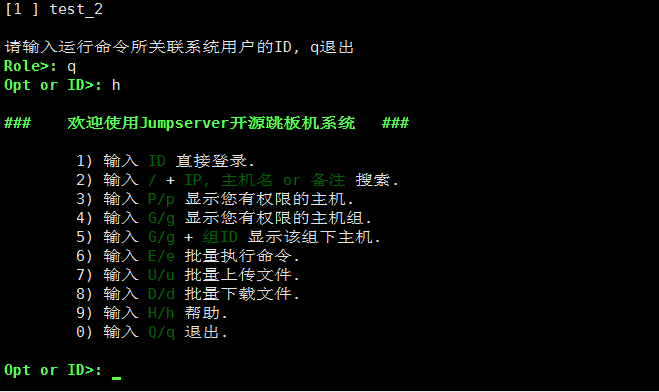 [1 ] test_2
请输入运行命令所关联系统用户的ID, q退出
Role>: q
Opt or ID>: h
### 欢迎使用Jumpserver开源跳板机系统 ###
1) 输入 ID 直接登录.
2) 输入 / + IP, 主机名 or 备注 搜索.
3) 输入 P/p 显示您有权限的主机.
4) 输入 G/g 显示您有权限的主机组.
5) 输入 G/g + 组ID 显示该组下主机.
6) 输入 E/e 批量执行命令.
7) 输入 U/u 批量上传文件.
8) 输入 D/d 批量下载文件.
9) 输入 H/h 帮助.
0) 输入 Q/q 退出.
Opt or ID>: _